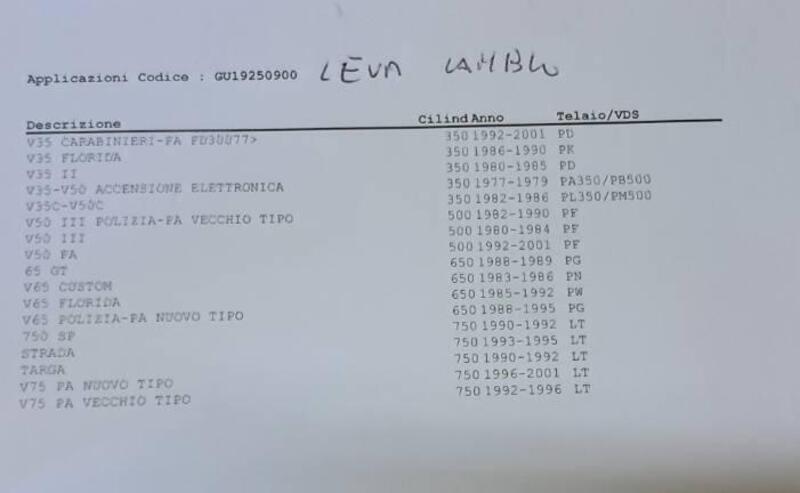 Applicazioni Codice : GU19250900 LEVA CAMBIO
Descrizione Cilind Anno Telaio/VDS
V35 CARABINIERI-PA PD30077> 350 1992-2001 PD
V35 FLORIDA 350 1986-1990 PK
V35 II 350 1980-1985 PD
V35-V50 ACCENSIONE ELETTRONICA 350 1977-1979 PA350/PB500
V35C-V50C 350 1982-1986 PL350/PM500
V50 III POLIZIA-PA VECCHIO TIPO 500 1982-1990 PF
V50 III 500 1980-1984 PF
V50 PA 500 1992-2001 PF
65 GT 650 1988-1989 PG
V65 CUSTOM 650 1983-1986 PN
V65 FLORIDA 650 1985-1992 PW
V65 POLIZIA-PA NUOVO TIPO 650 1988-1995 PG
750 SP 750 1990-1992 LT
STRADA 750 1993-1995 LT
TARGA 750 1990-1992 LT
V75 PA NUOVO TIPO 750 1996-2001 LT
V75 PA VECCHIO TIPO 750 1992-1996 LT